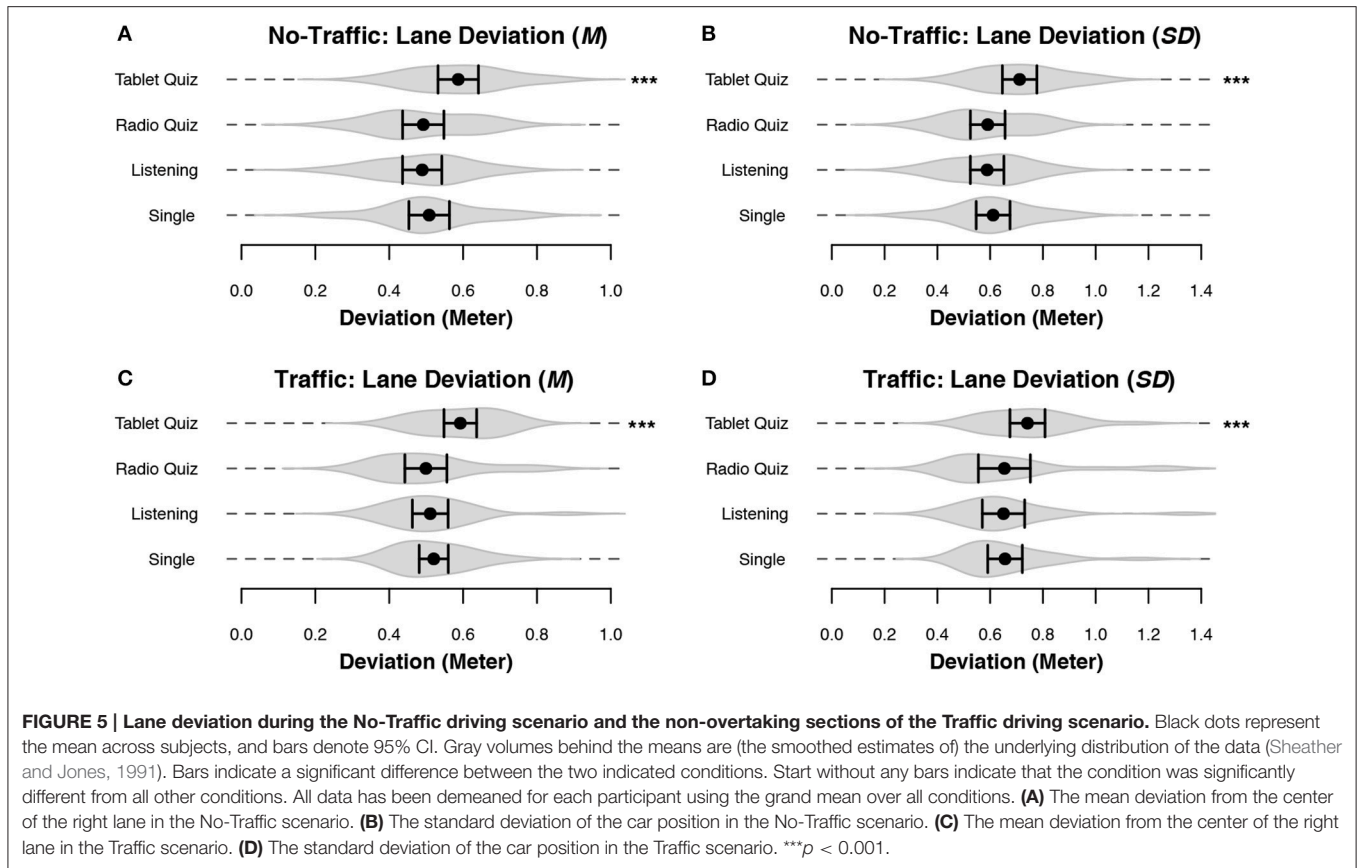 A
No-Traffic: Lane Deviation (M)
Tablet Quiz
***
Radio Quiz
Listening
Single
0.0 0.2 0.4 0.6 0.8 1.0
Deviation (Meter)
B
No-Traffic: Lane Deviation (SD)
Tablet Quiz
***
Radio Quiz
Listening
Single
0.0 0.2 0.4 0.6 0.8 1.0 1.2 1.4
Deviation (Meter)
C
Traffic: Lane Deviation (M)
Tablet Quiz
***
Radio Quiz
Listening
Single
0.0 0.2 0.4 0.6 0.8 1.0
Deviation (Meter)
D
Traffic: Lane Deviation (SD)
Tablet Quiz
***
Radio Quiz
Listening
Single
0.0 0.2 0.4 0.6 0.8 1.0 1.2 1.4
Deviation (Meter)
FIGURE 5 | Lane deviation during the No-Traffic driving scenario and the non-overtaking sections of the Traffic driving scenario. Black dots represent
the mean across subjects, and bars denote 95% CI. Gray volumes behind the means are (the smoothed estimates of) the underlying distribution of the data (Sheather
and Jones, 1991). Bars indicate a significant difference between the two indicated conditions. Start without any bars indicate that the condition was significantly
different from all other conditions. All data has been demeaned for each participant using the grand mean over all conditions. (A) The mean deviation from the center
of the right lane in the No-Traffic scenario. (B) The standard deviation of the car position in the No-Traffic scenario. (C) The mean deviation from the center of the right
lane in the Traffic scenario. (D) The standard deviation of the car position in the Traffic scenario. ***p < 0.001.